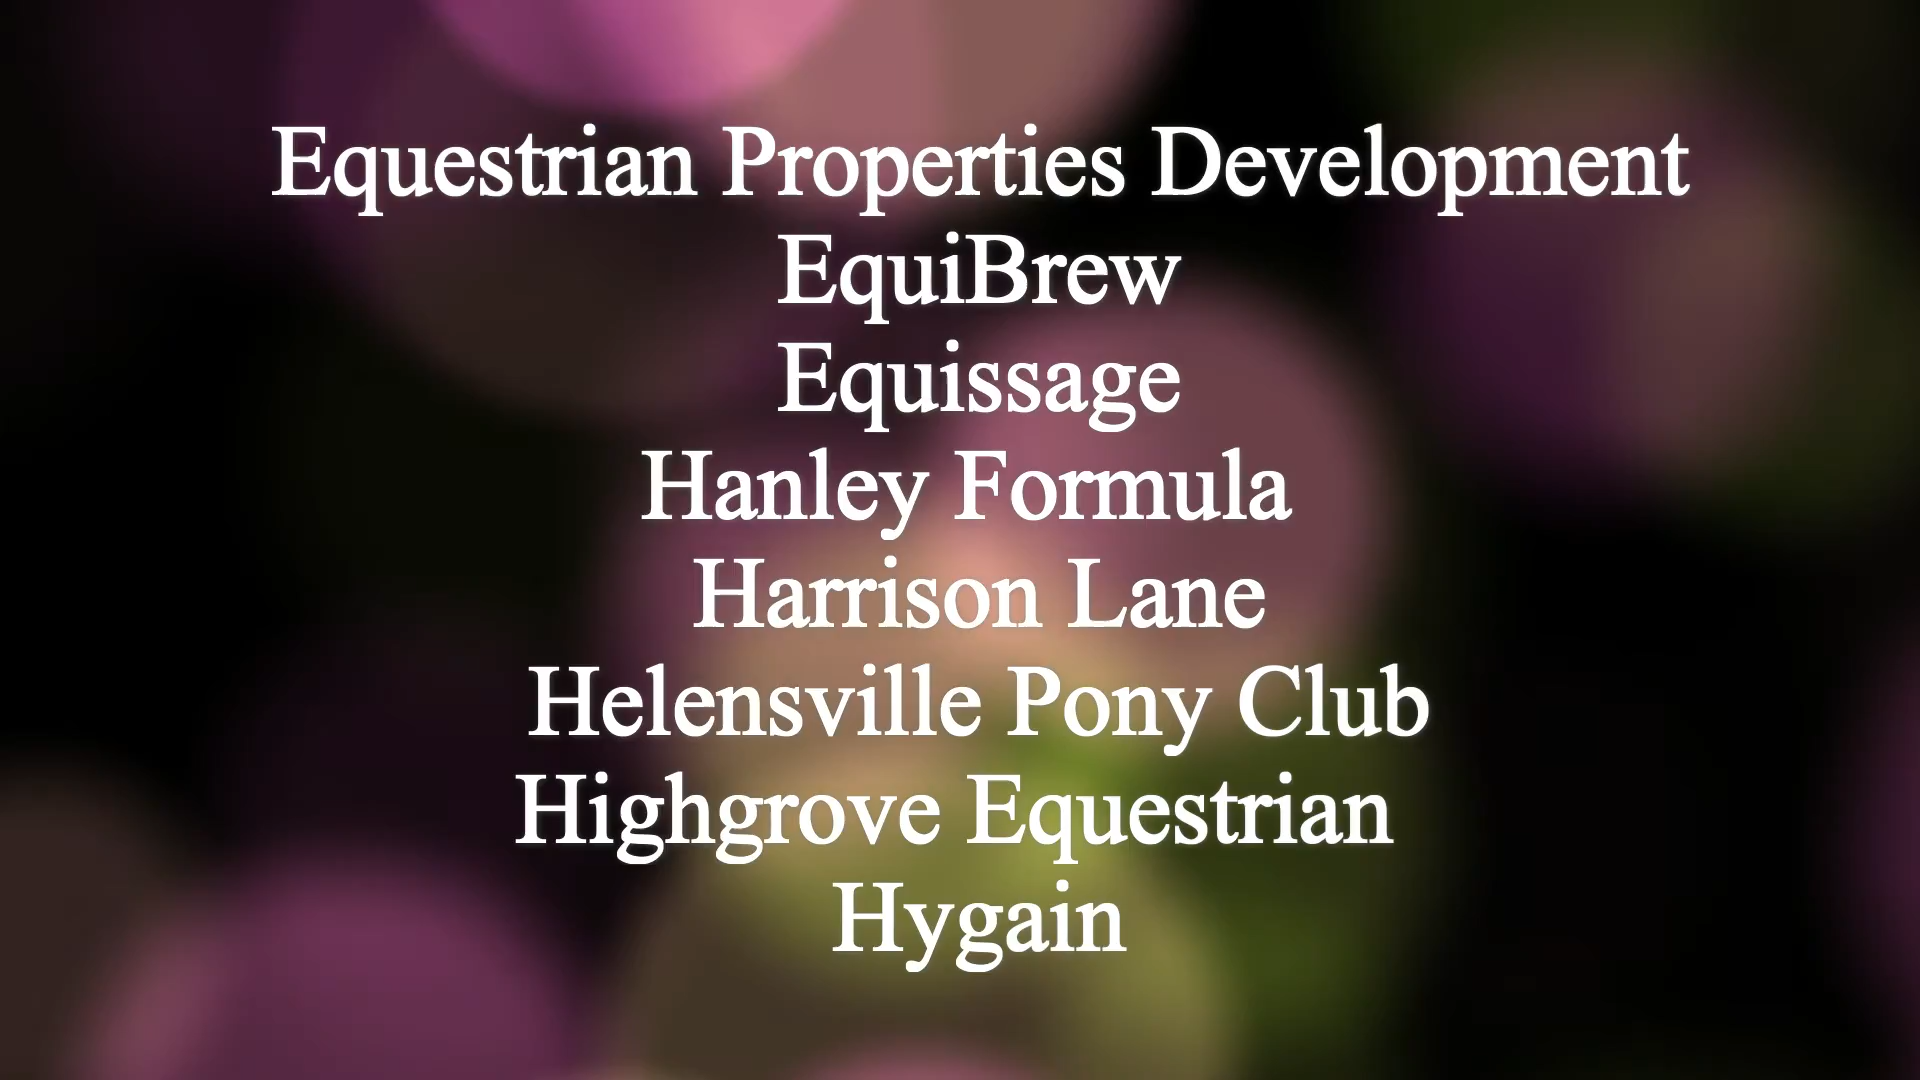 Equestrian Properties Development
EquiBrew
Equissage
Hanley Formula
Harrison Lane
Helensville Pony Club
Highgrove Equestrian
Hygain